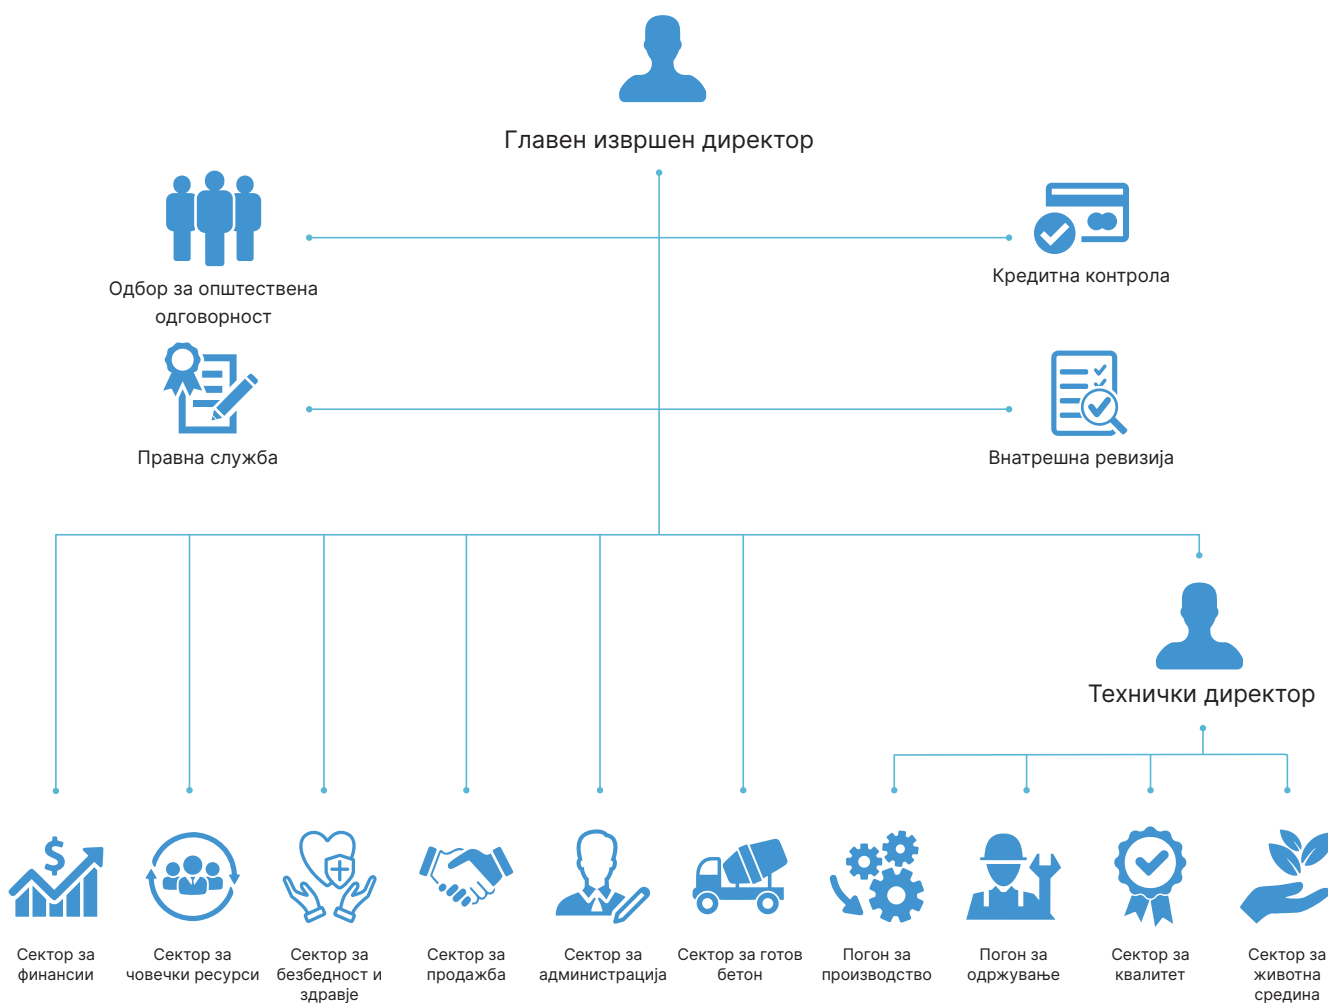 Главен извршен директор
Одбор за општествена
одговорност
Кредитна контрола
Правна служба
Внатрешна ревизија
Технички директор
Сектор за
финансии
Сектор за
човечки ресурси
Сектор за
безбедност и
здравје
Сектор за
продажба
Сектор за
администрација
Сектор за готов
бетон
Погон за
производство
Погон за
одржување
Сектор за
квалитет
Сектор за
животна
средина